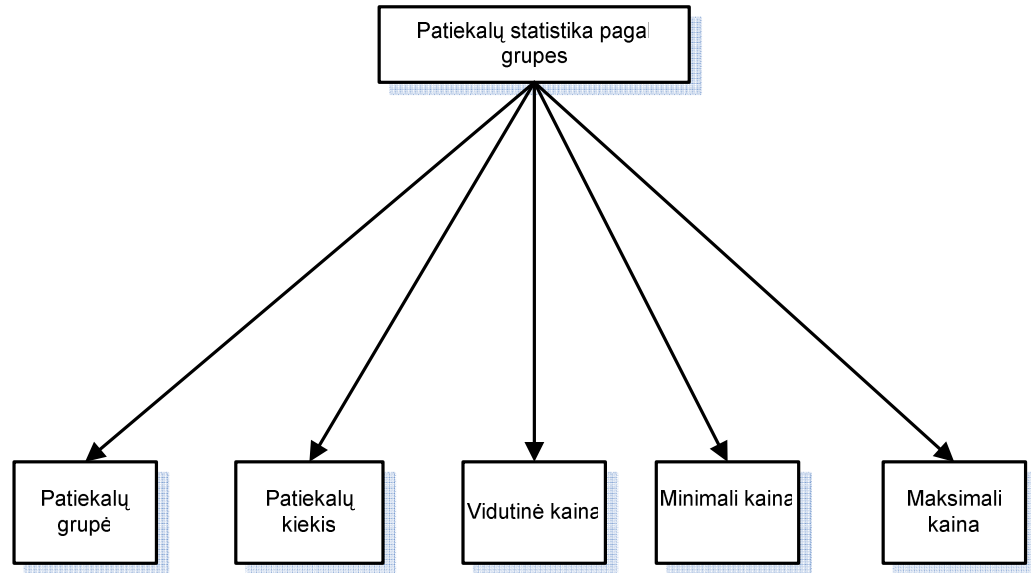 Patiekalų statistika pagal
grupes
Patiekalų
grupė
Patiekalų
kiekis
Vidutinė kaina
Minimali kaina
Maksimali
kaina